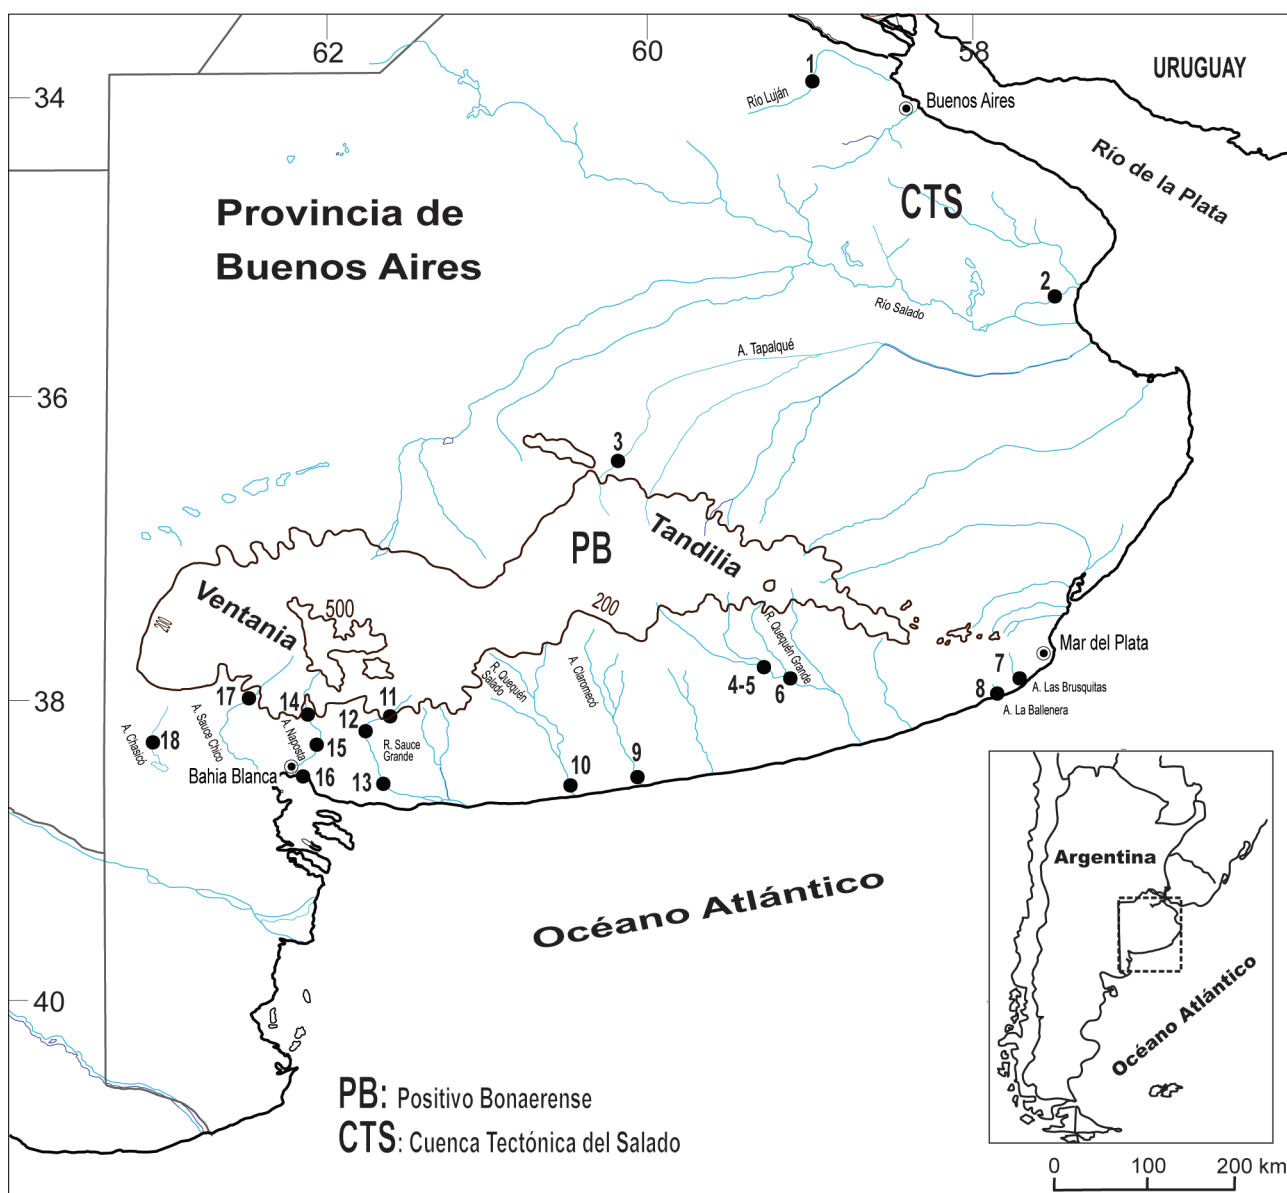 62
60
58
URUGUAY
1
34
Río Luján
Buenos Aires
Río de la Plata
CTS
Provincia de
Buenos Aires
2
Río Salado
A. Tapalqué
36
3
PB
Tandilia
Ventania
500
200
200
R. Quequén Grande
A. Claromecó
R. Quequén
Salado
Mar del Plata
7
4-5
6
8
A. Las Brusquitas
A. La Ballenera
38
17
14
11
12
A. Sauce Chico
A. Naposta
A. Chasicó
18
15
R. Sauce
Grande
Bahia Blanca
16
13
10
9
Océano Atlántico
Argentina
Océano Atlántico
40
PB: Positivo Bonaerense
CTS: Cuenca Tectónica del Salado
0
100
200 km